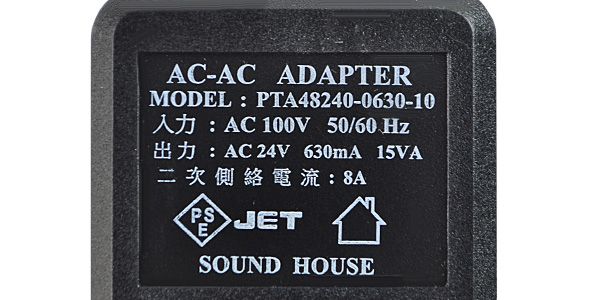 AC-AC ADAPTER
MODEL : PTA48240-0630-10
入力 : AC 100V 50/60 Hz
出力 : AC 24V 630mA 15VA
二次側絡電流 : 8A
PSE JET
SOUND HOUSE